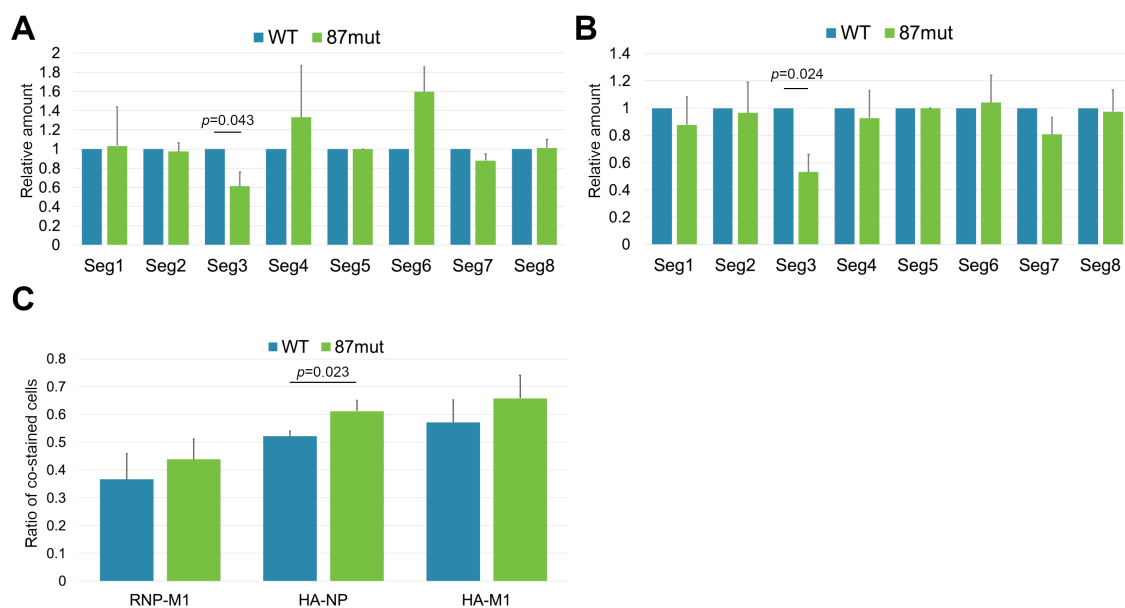 A
WT 87mut
Relative amount
2
1.8
1.6
1.4
1.2
1
0.8
0.6
0.4
0.2
0
p=0.043
Seg1 Seg2 Seg3 Seg4 Seg5 Seg6 Seg7 Seg8
B
WT 87mut
Relative amount
1.4
1.2
1
0.8
0.6
0.4
0.2
0
p=0.024
Seg1 Seg2 Seg3 Seg4 Seg5 Seg6 Seg7 Seg8
C
WT 87mut
Ratio of co-stained cells
0.8
0.7
0.6
0.5
0.4
0.3
0.2
0.1
0
p=0.023
RNP-M1 HA-NP HA-M1